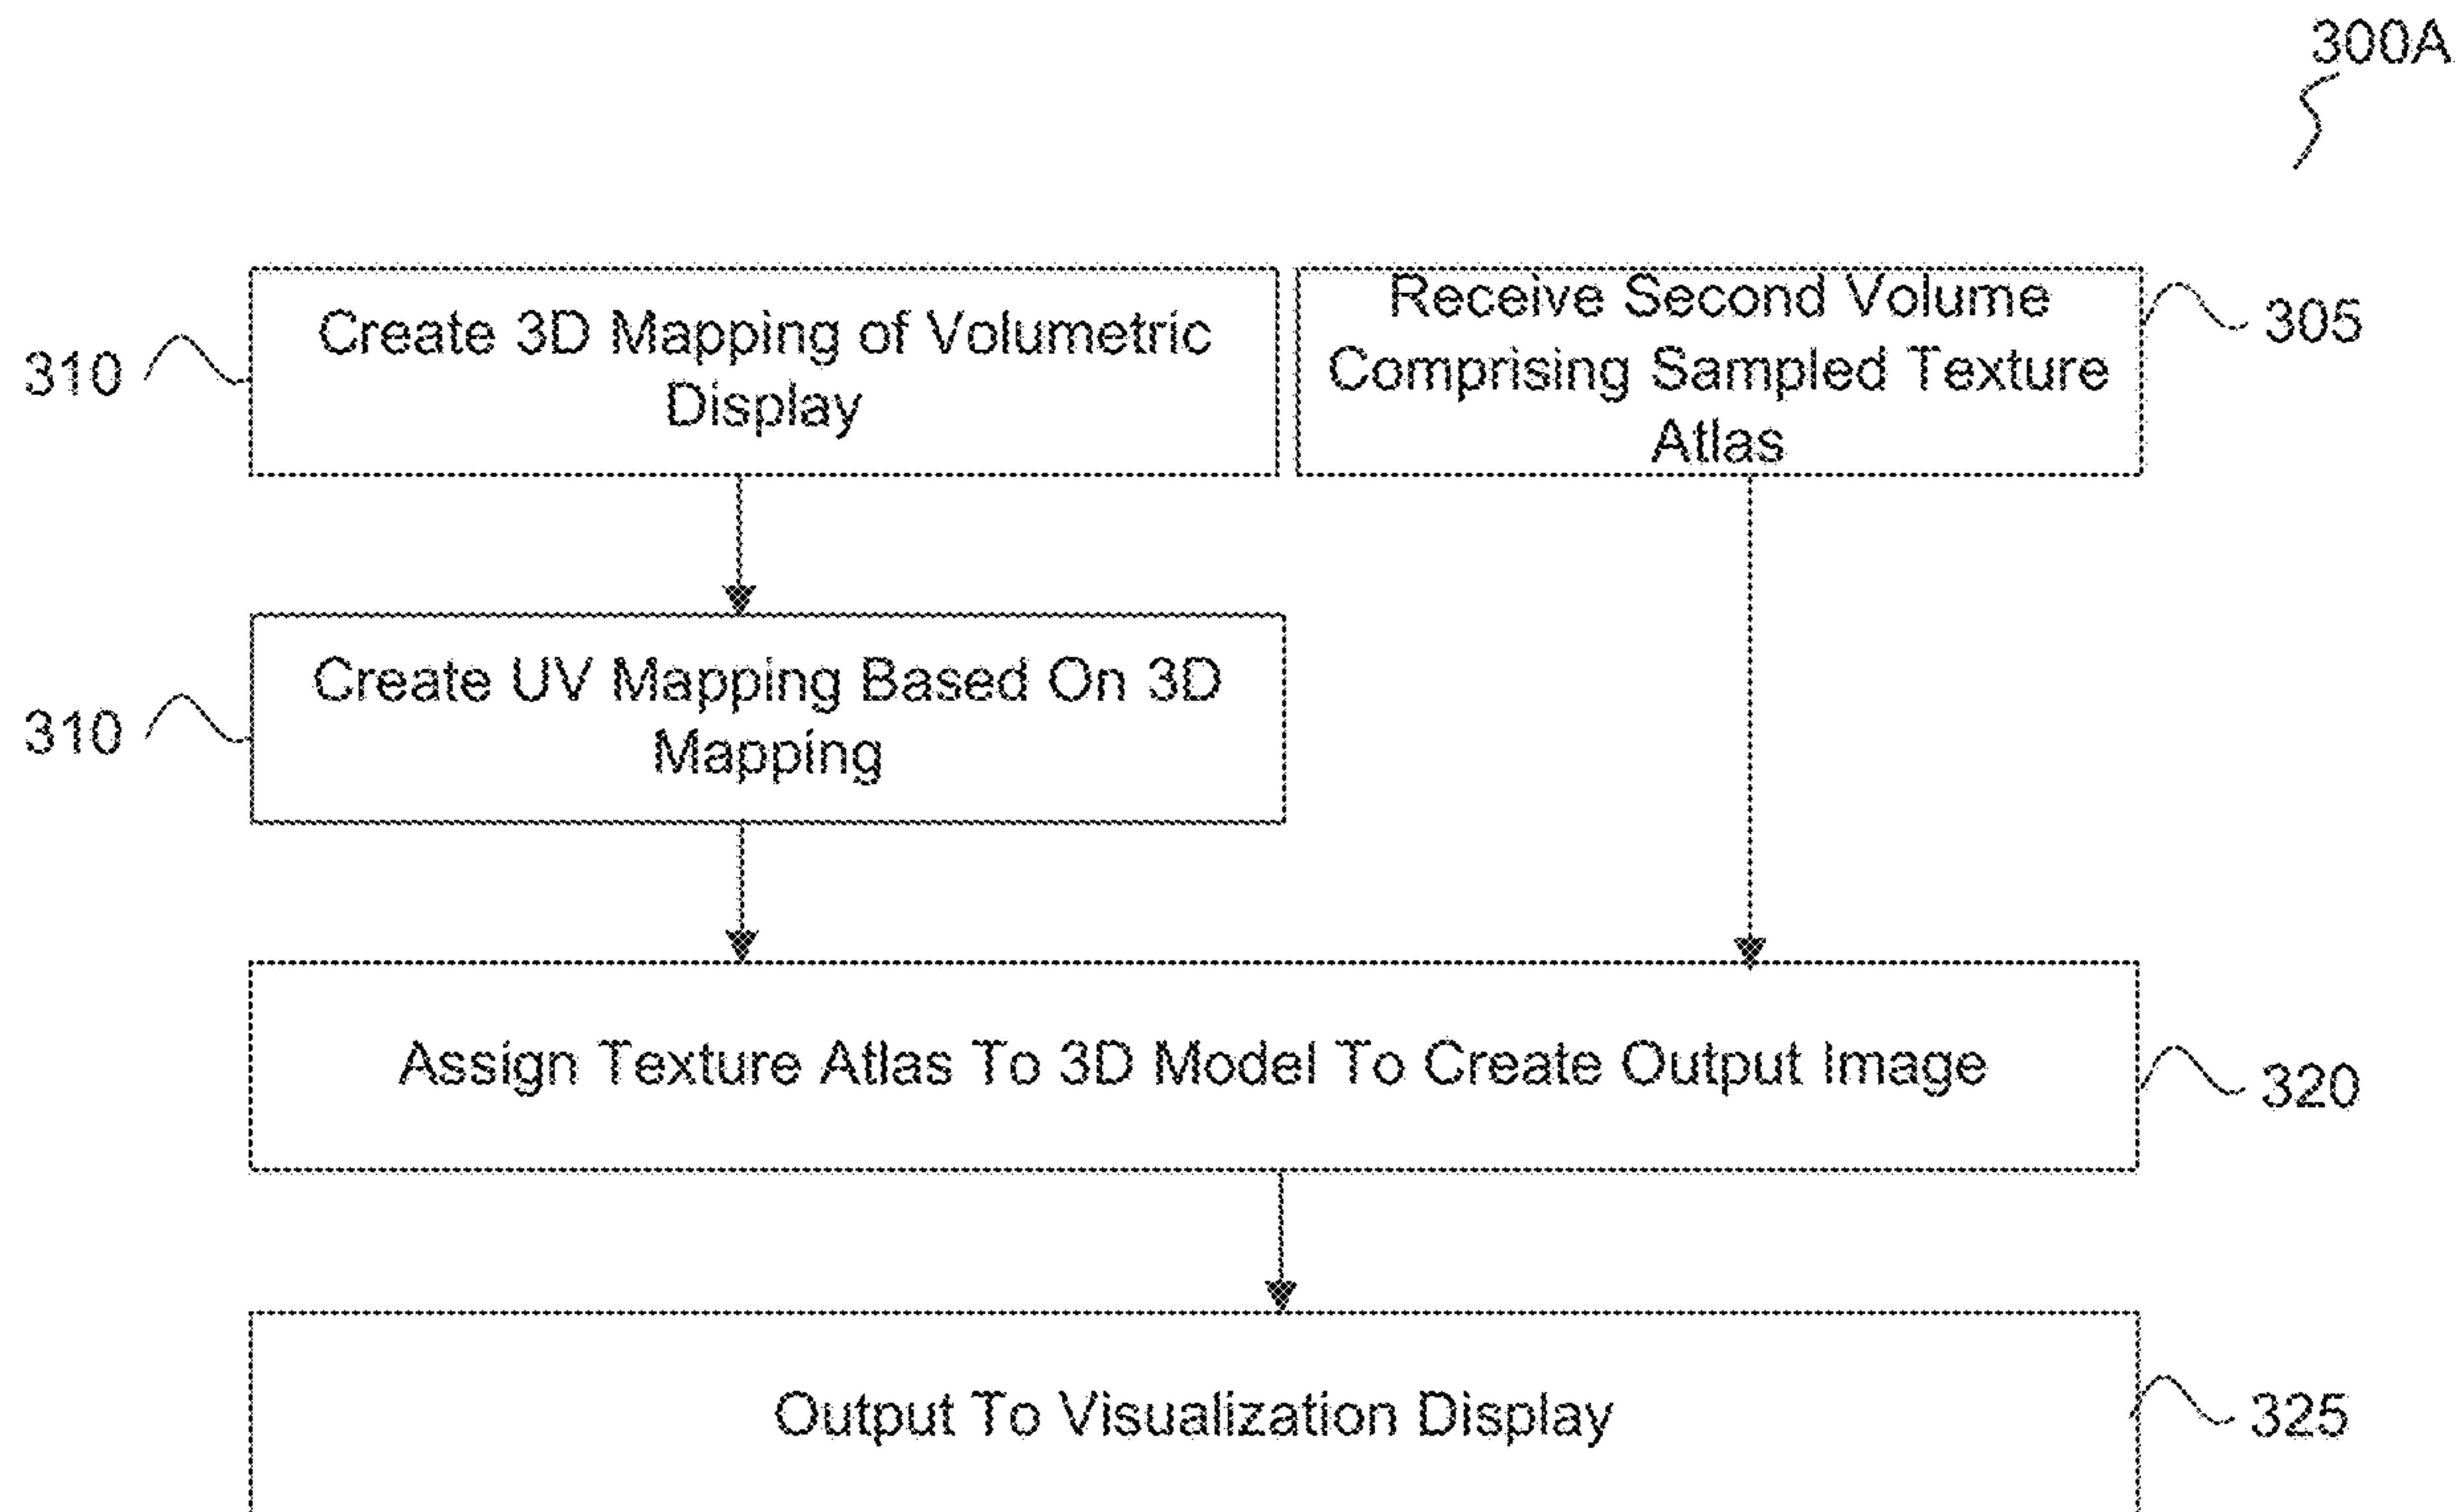 300A
310
Create 3D Mapping of Volumetric
Display
Receive Second Volume
Comprising Sampled Texture
Atlas
305
310
Create UV Mapping Based On 3D
Mapping
Assign Texture Atlas To 3D Model To Create Output Image
320
Output To Visualization Display
325